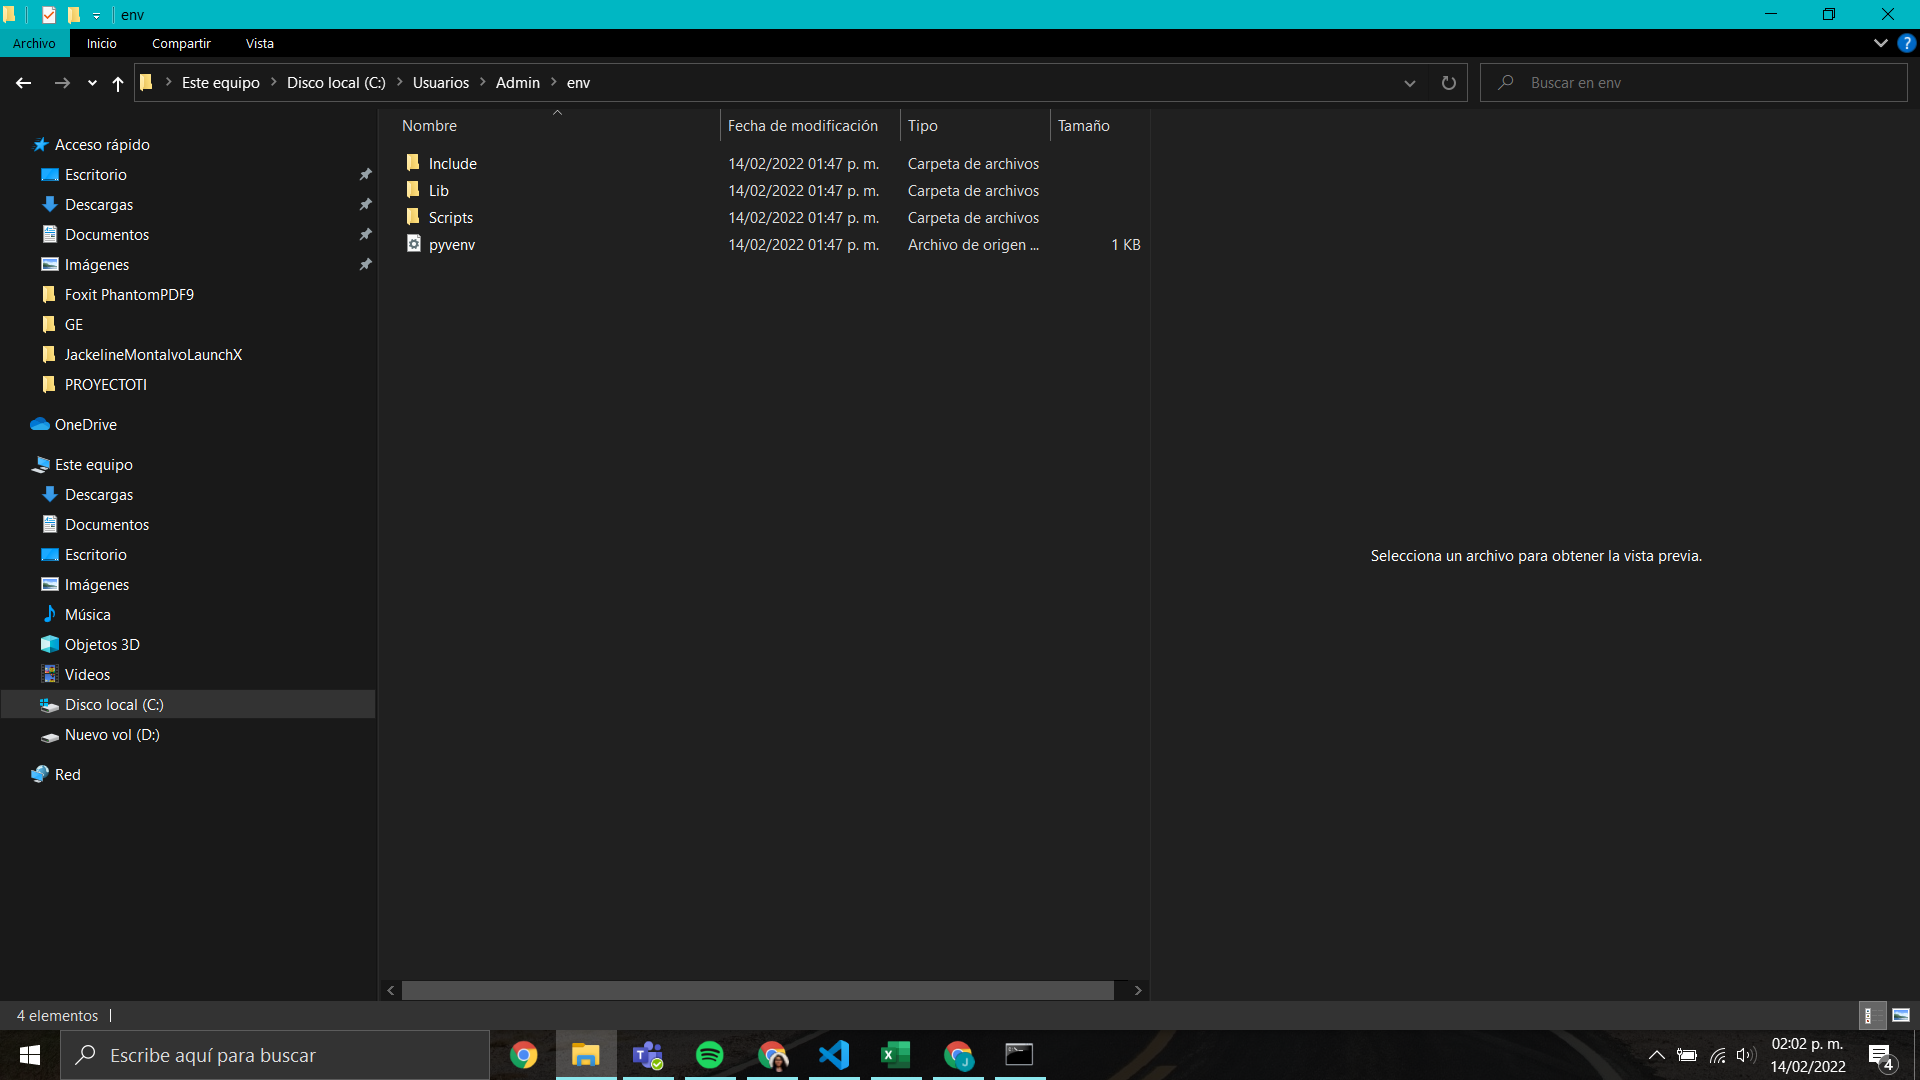 env
Archivo Inicio Compartir Vista
Este equipo Disco local (C:) Usuarios Admin env
Buscar en env
Nombre Fecha de modificación Tipo Tamaño
Include 14/02/2022 01:47 p. m. Carpeta de archivos
Lib 14/02/2022 01:47 p. m. Carpeta de archivos
Scripts 14/02/2022 01:47 p. m. Carpeta de archivos
pyvenv 14/02/2022 01:47 p. m. Archivo de origen ... 1 KB
Acceso rápido
Escritorio
Descargas
Documentos
Imágenes
Foxit PhantomPDF9
GE
JackelineMontalvoLaunchX
PROYECTOTI
OneDrive
Este equipo
Descargas
Documentos
Escritorio
Imágenes
Música
Objetos 3D
Videos
Disco local (C:)
Nuevo vol (D:)
Red
Selecciona un archivo para obtener la vista previa.
4 elementos
Escribe aquí para buscar
02:02 p. m.
14/02/2022
4